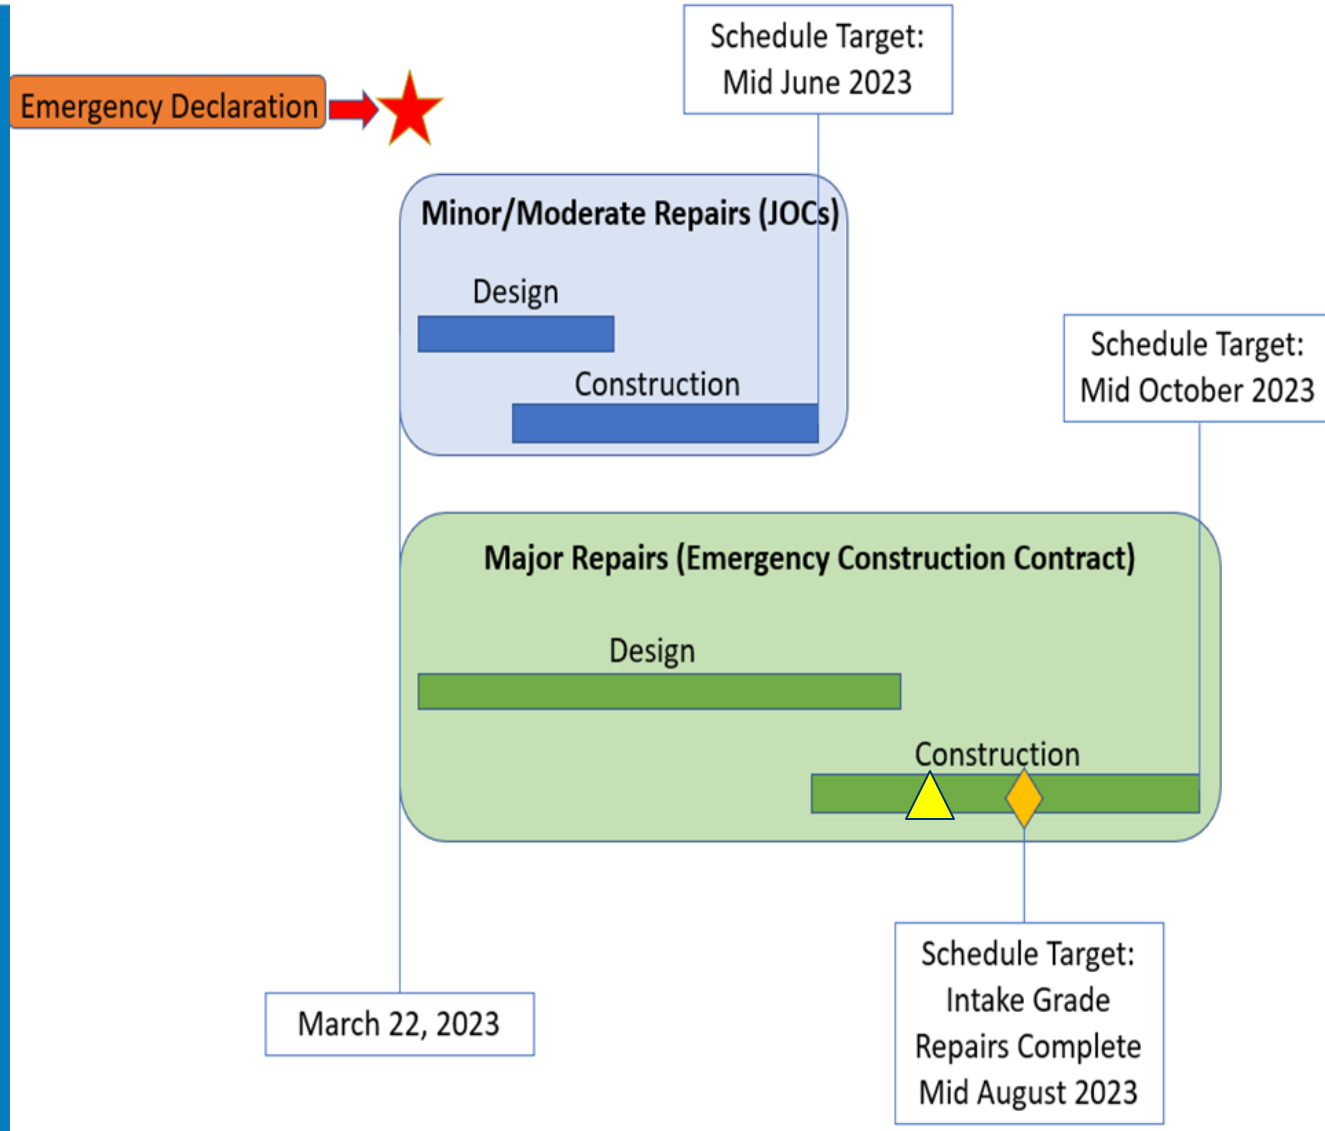 Schedule Target:
Mid June 2023
Emergency Declaration
Minor/Moderate Repairs (JOCs)
Design
Construction
Schedule Target:
Mid October 2023
Major Repairs (Emergency Construction Contract)
Design
Construction
Schedule Target:
Intake Grade
Repairs Complete
Mid August 2023
March 22, 2023